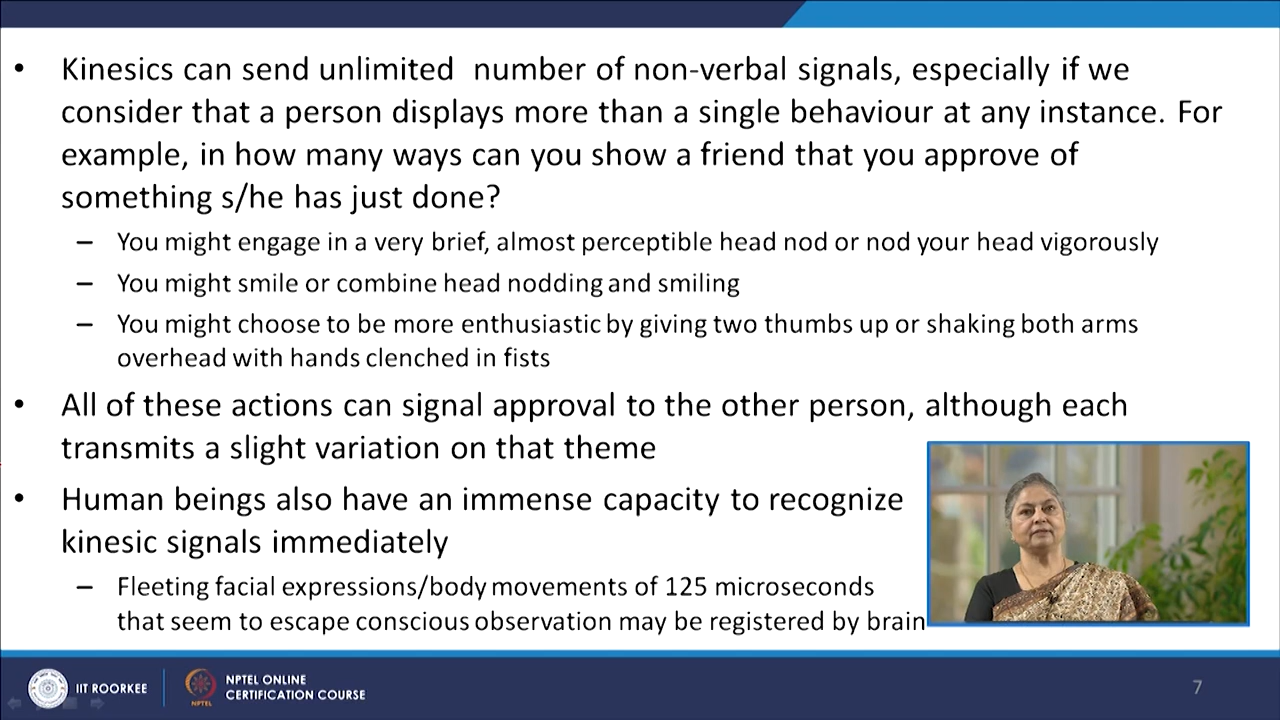 • Kinesics can send unlimited number of non-verbal signals, especially if we
consider that a person displays more than a single behaviour at any instance. For
example, in how many ways can you show a friend that you approve of
something s/he has just done?
– You might engage in a very brief, almost perceptible head nod or nod your head vigorously
– You might smile or combine head nodding and smiling
– You might choose to be more enthusiastic by giving two thumbs up or shaking both arms
overhead with hands clenched in fists
• All of these actions can signal approval to the other person, although each
transmits a slight variation on that theme
• Human beings also have an immense capacity to recognize
kinesic signals immediately
– Fleeting facial expressions/body movements of 125 microseconds
that seem to escape conscious observation may be registered by brain
IIT ROORKEE
NPTEL
NPTEL ONLINE
CERTIFICATION COURSE
7